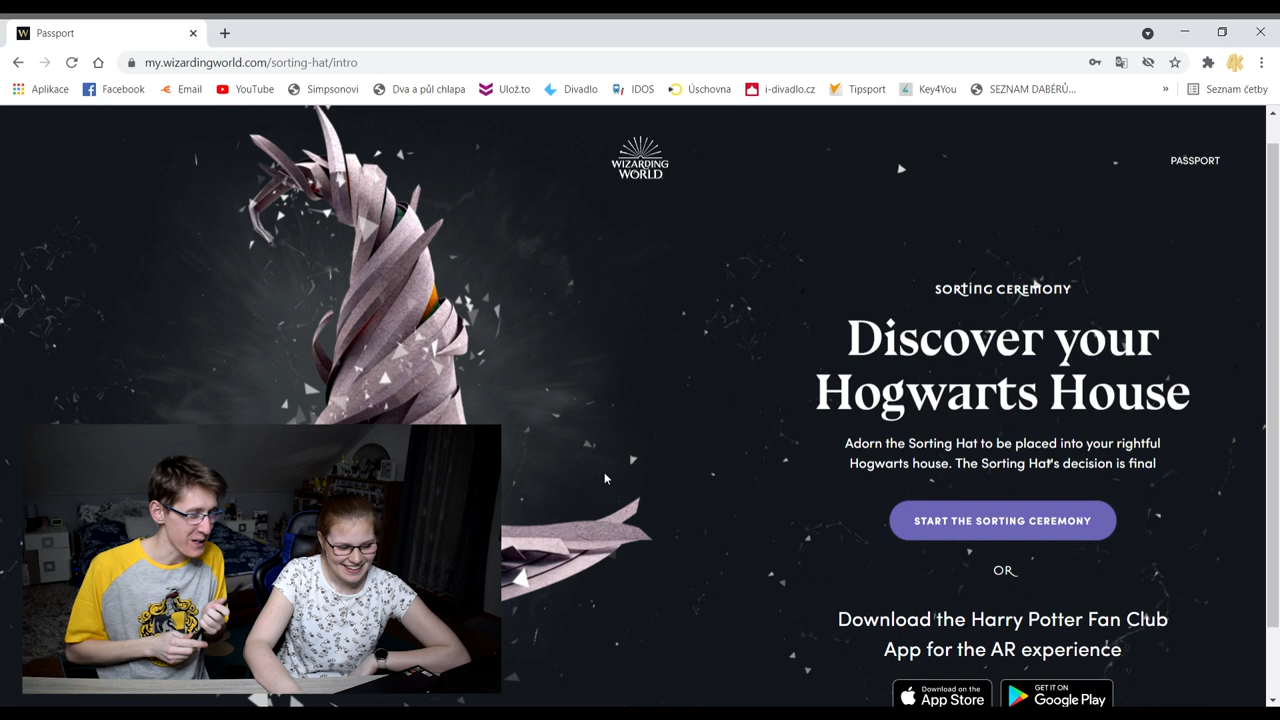 Passport
my.wizardingworld.com/sorting-hat/intro
Aplikace Facebook Email YouTube Simpsonovi Dva a půl chlapa Ulož.to Divadlo IDOS Úschovna i-divadlo.cz Tipsport Key4You SEZNAM DABÉRŮ... » Seznam četby
WIZARDING
WORLD
PASSPORT
SORTING CEREMONY
Discover your
Hogwarts House
Adorn the Sorting Hat to be placed into your rightful
Hogwarts house. The Sorting Hat's decision is final
START THE SORTING CEREMONY
OR
Download the Harry Potter Fan Club
App for the AR experience
Download on the
App Store
GET IT ON
Google Play